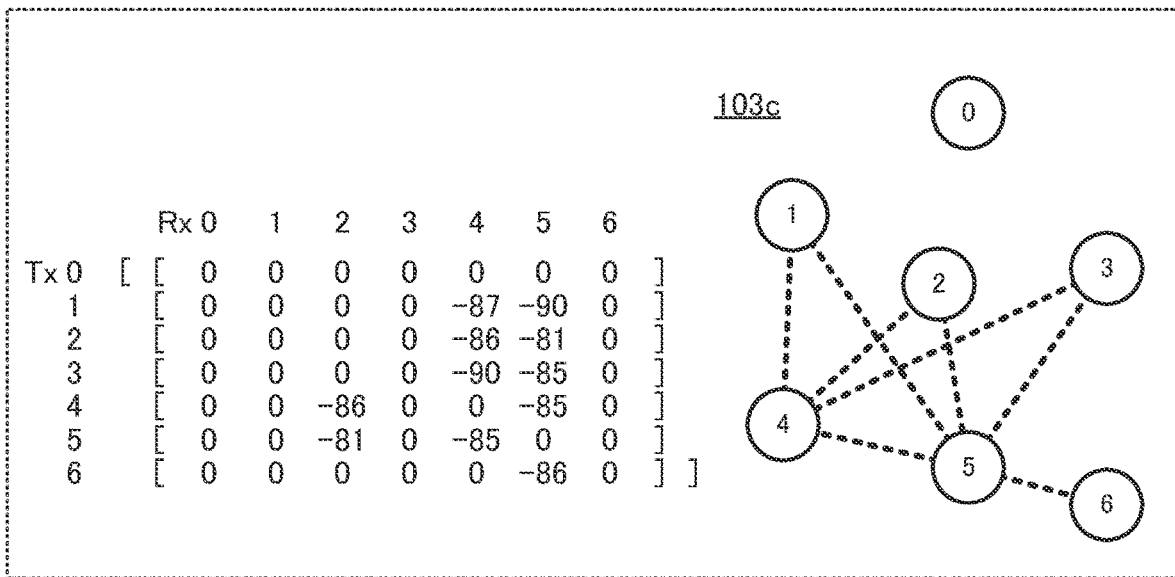 103c
0
1
2
3
4
5
6
Rx 0 1 2 3 4 5 6
Tx 0 [ [ 0 0 0 0 0 0 0 ]
1 [ 0 0 0 0 -87 -90 0 ]
2 [ 0 0 0 0 -86 -81 0 ]
3 [ 0 0 0 0 -90 -85 0 ]
4 [ 0 0 -86 0 0 -85 0 ]
5 [ 0 0 -81 0 -85 0 0 ]
6 [ 0 0 0 0 0 -86 0 ] ]